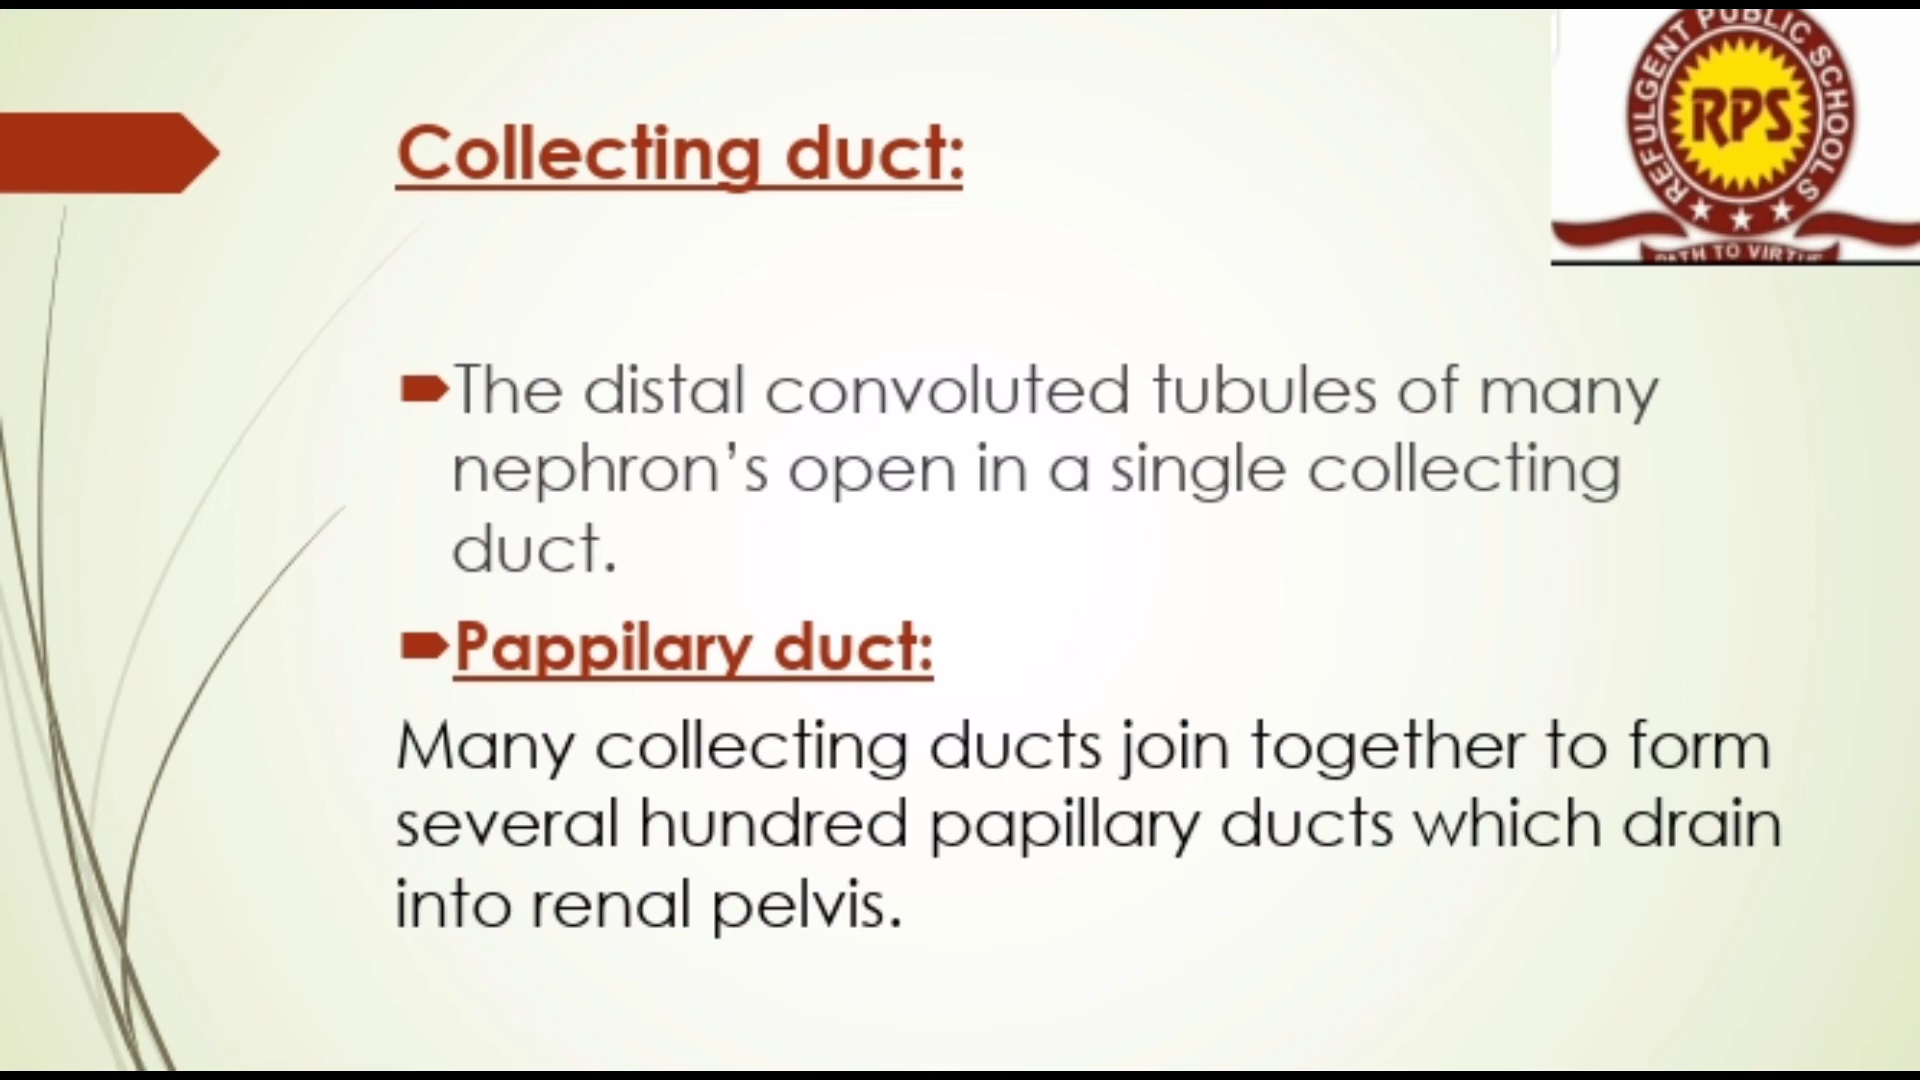 REFULGENT PUBLIC SCHOOLS
RPS
PATH TO VIRTUE
Collecting duct:
The distal convoluted tubules of many
nephron’s open in a single collecting
duct.
Pappilary duct:
Many collecting ducts join together to form
several hundred papillary ducts which drain
into renal pelvis.